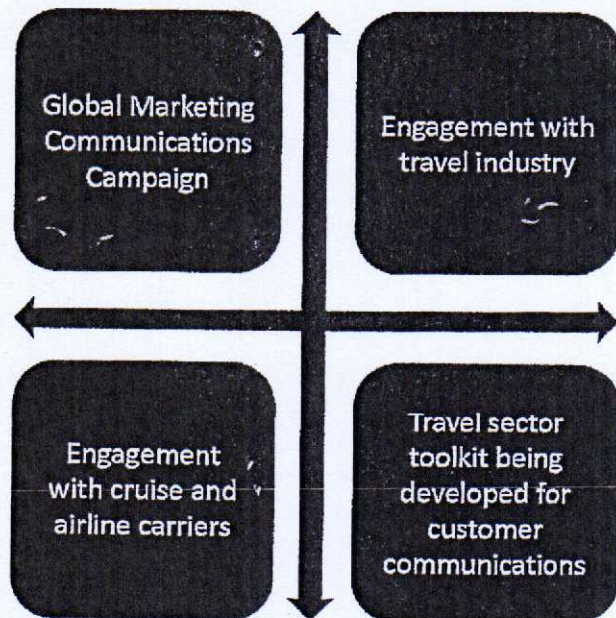 Global Marketing
Communications
Campaign
Engagement with
travel industry
Engagement
with cruise and
airline carriers
Travel sector
toolkit being
developed for
customer
communications